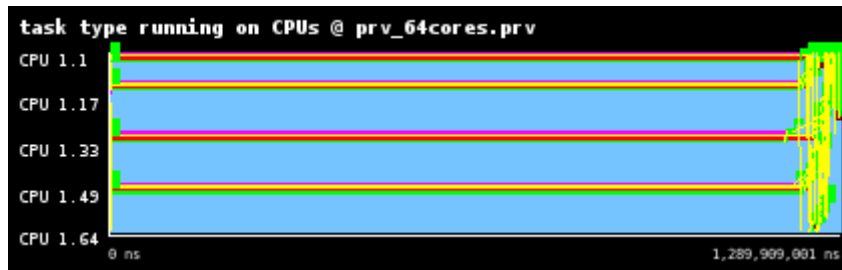 task type running on CPUs @ prv_64cores.prv
CPU 1.1
CPU 1.17
CPU 1.33
CPU 1.49
CPU 1.64
0 ns
1,289,909,001 ns